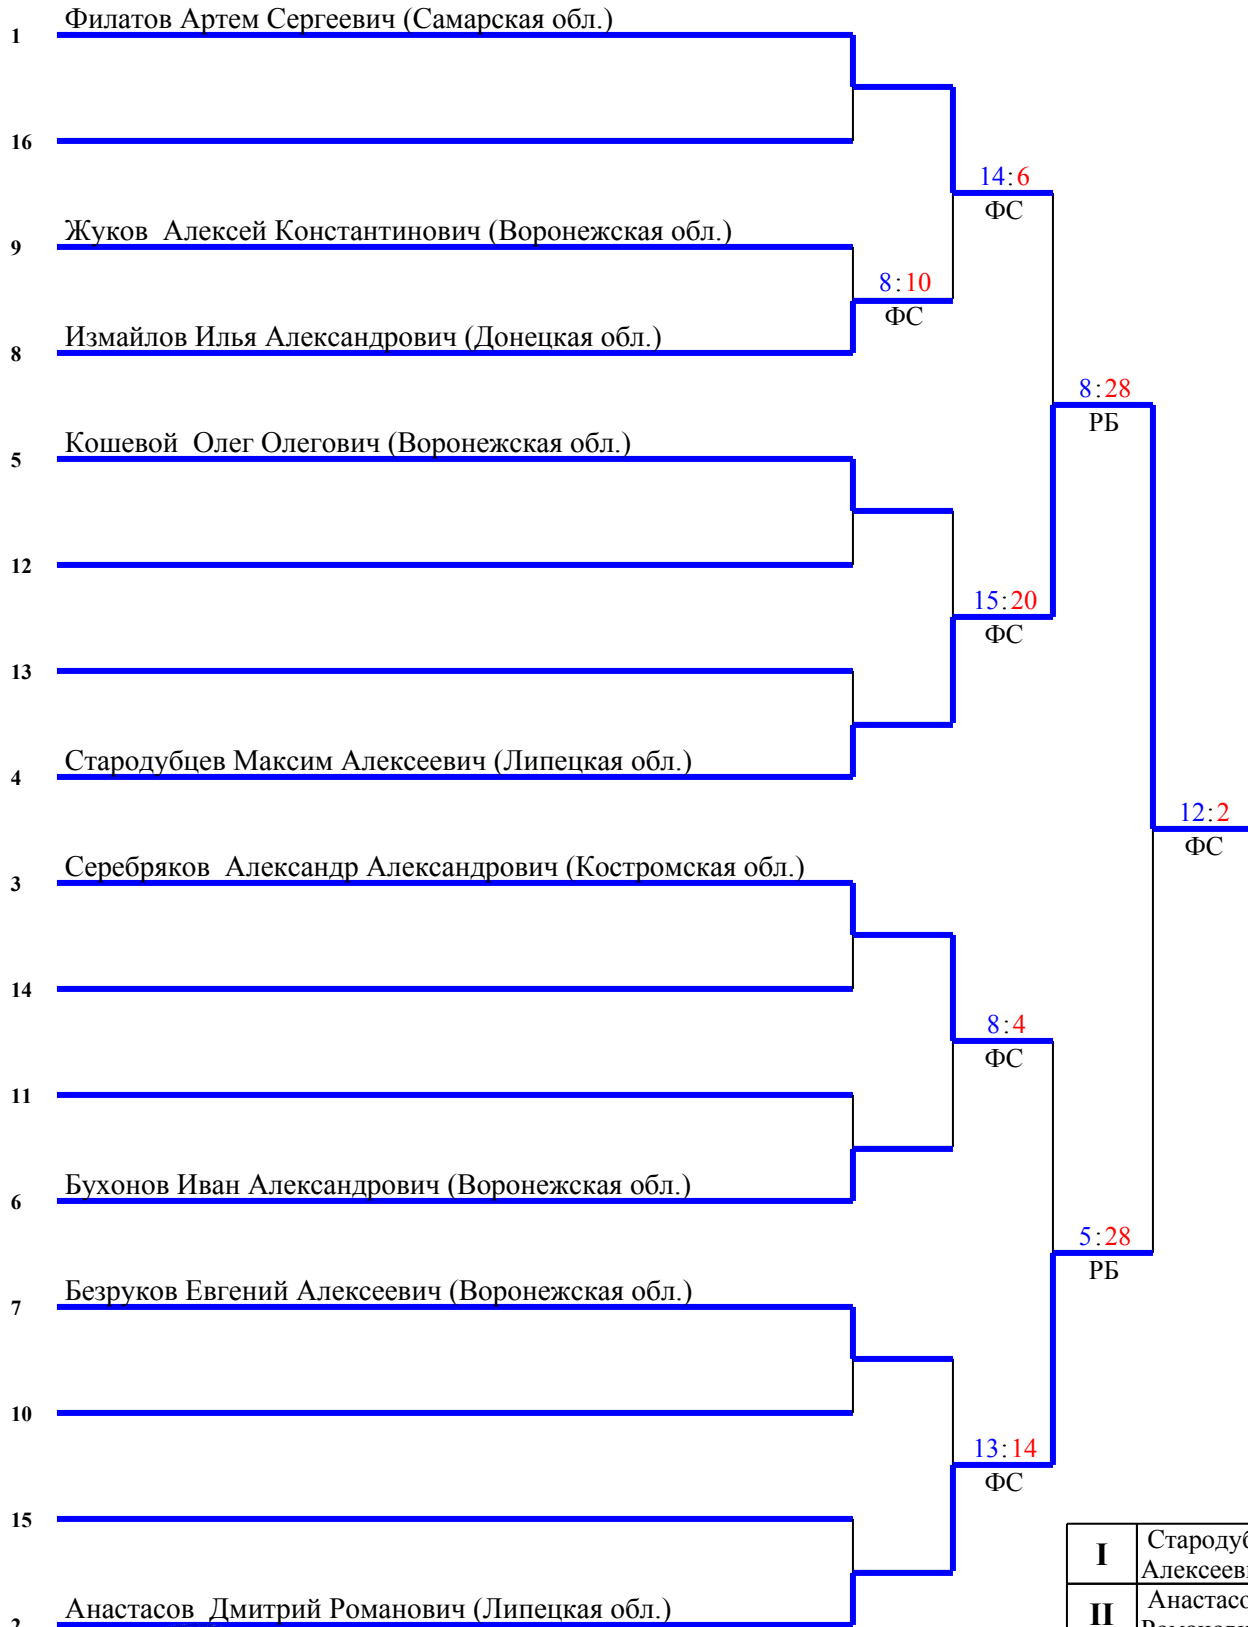 Филатов Артем Сергеевич (Самарская обл.)
1
16
14:6
ФС
Жуков Алексей Константинович (Воронежская обл.)
9
8:10
ФС
Измайлов Илья Александрович (Донецкая обл.)
8
8:28
РБ
Кошевой Олег Олегович (Воронежская обл.)
5
12
15:20
ФС
13
Стародубцев Максим Алексеевич (Липецкая обл.)
4
12:2
ФС
Серебряков Александр Александрович (Костромская обл.)
3
14
8:4
ФС
11
Бухонов Иван Александрович (Воронежская обл.)
6
5:28
РБ
Безруков Евгений Алексеевич (Воронежская обл.)
7
10
13:14
ФС
15
I
Анастасов Дмитрий Романович (Липецкая обл.)
2
II